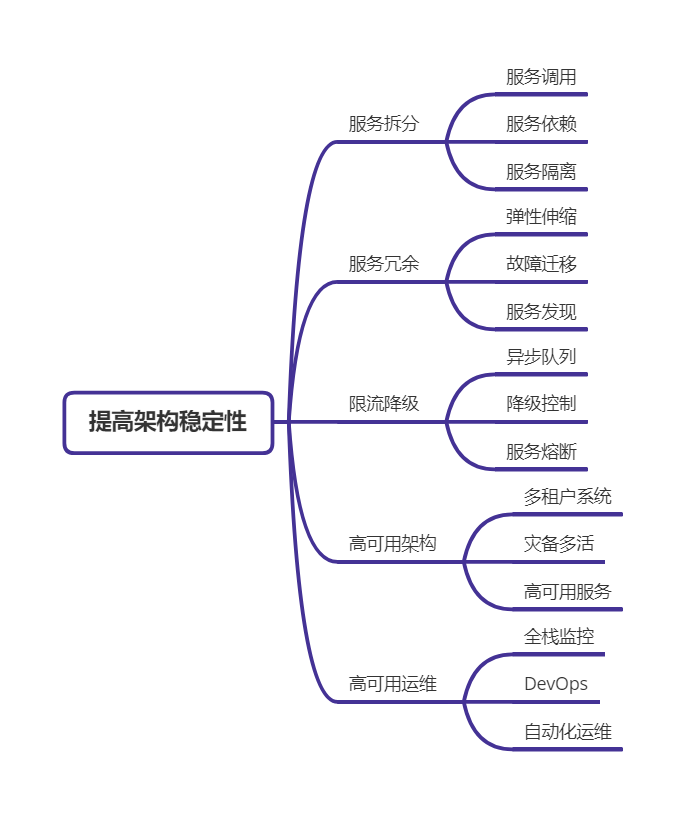 提高架构稳定性
服务拆分
服务调用
服务依赖
服务隔离
服务冗余
弹性伸缩
故障迁移
服务发现
限流降级
异步队列
降级控制
服务熔断
高可用架构
多租户系统
灾备多活
高可用服务
高可用运维
全栈监控
DevOps
自动化运维